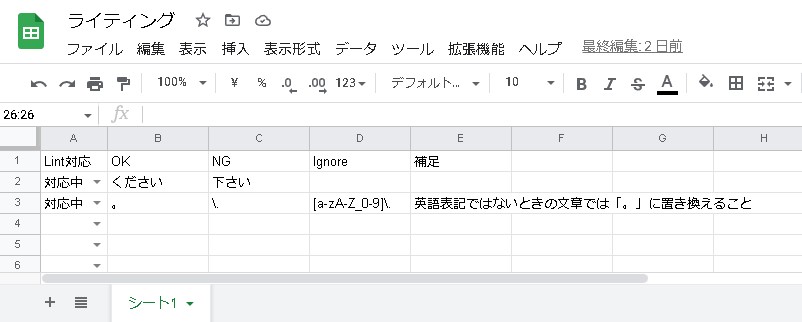 ライティング
ファイル 編集 表示 挿入 表示形式 データ ツール 拡張機能 ヘルプ 最終編集: 2 日前
100% ¥ % .0 .00 123 デフォルト... 10 B I S A
26:26 fx
A B C D E F G H
1 Lint対応 OK NG Ignore 補足
2 対応中 ください 下さい
3 対応中 。 \. [a-zA-Z_0-9]\. 英語表記ではないときの文章では「。」に置き換えること
4
5
6
シート1